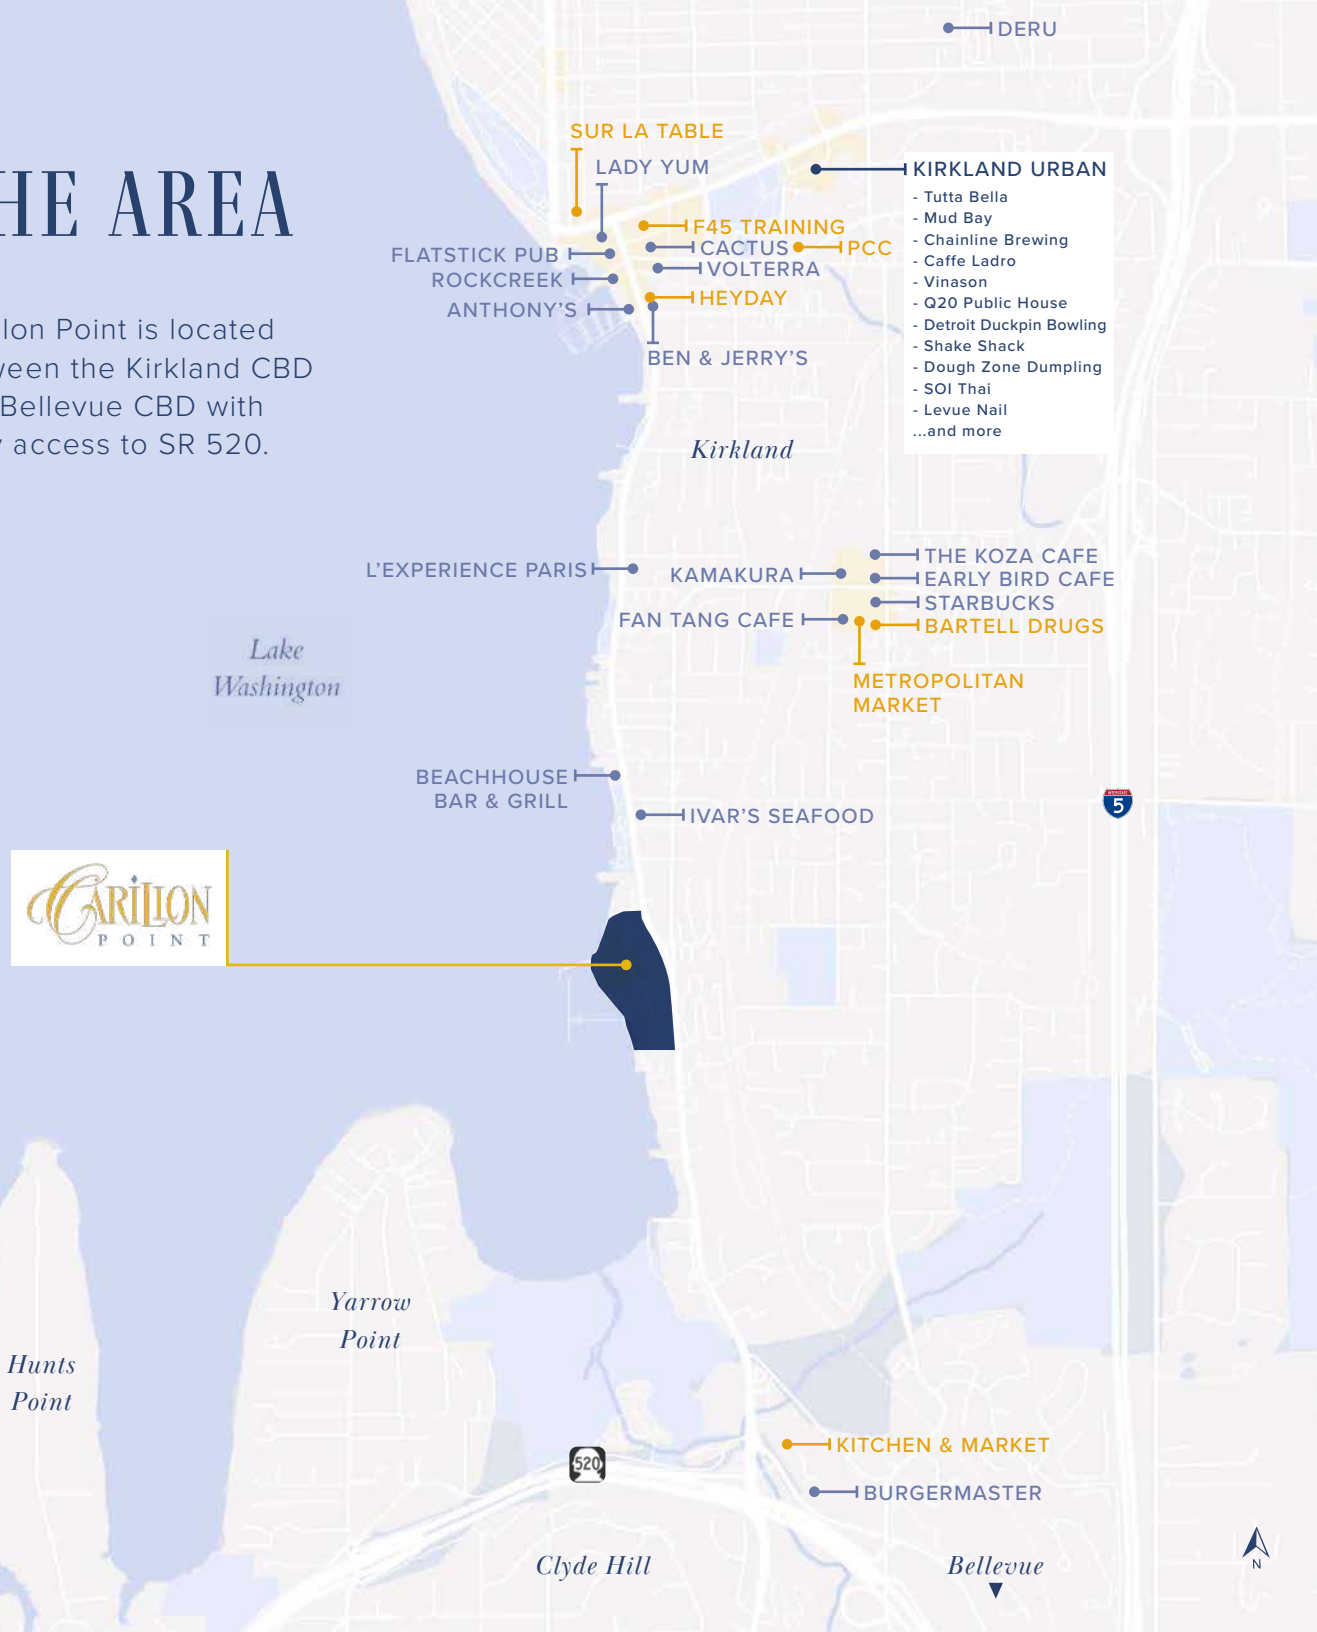 HE AREA
lon Point is located
ween the Kirkland CBD
Bellevue CBD with
y access to SR 520.
DERU
SUR LA TABLE
LADY YUM
F45 TRAINING
FLATSTICK PUB
CACTUS
PCC
ROCKCREEK
VOLTERRA
ANTHONY'S
HEYDAY
BEN & JERRY'S
KIRKLAND URBAN
- Tutta Bella
- Mud Bay
- Chainline Brewing
- Caffe Ladro
- Vinason
- Q20 Public House
- Detroit Duckpin Bowling
- Shake Shack
- Dough Zone Dumpling
- SOI Thai
- Levue Nail
...and more
Kirkland
L'EXPERIENCE PARIS
KAMAKURA
THE KOZA CAFE
EARLY BIRD CAFE
STARBUCKS
FAN TANG CAFE
BARTELL DRUGS
METROPOLITAN
MARKET
Lake
Washington
BEACHHOUSE
BAR & GRILL
IVAR'S SEAFOOD
INTERSTATE
5
CARILLON
POINT
Yarrow
Point
Hunts
Point
KITCHEN & MARKET
520
BURGERMASTER
Clyde Hill
Bellevue
N